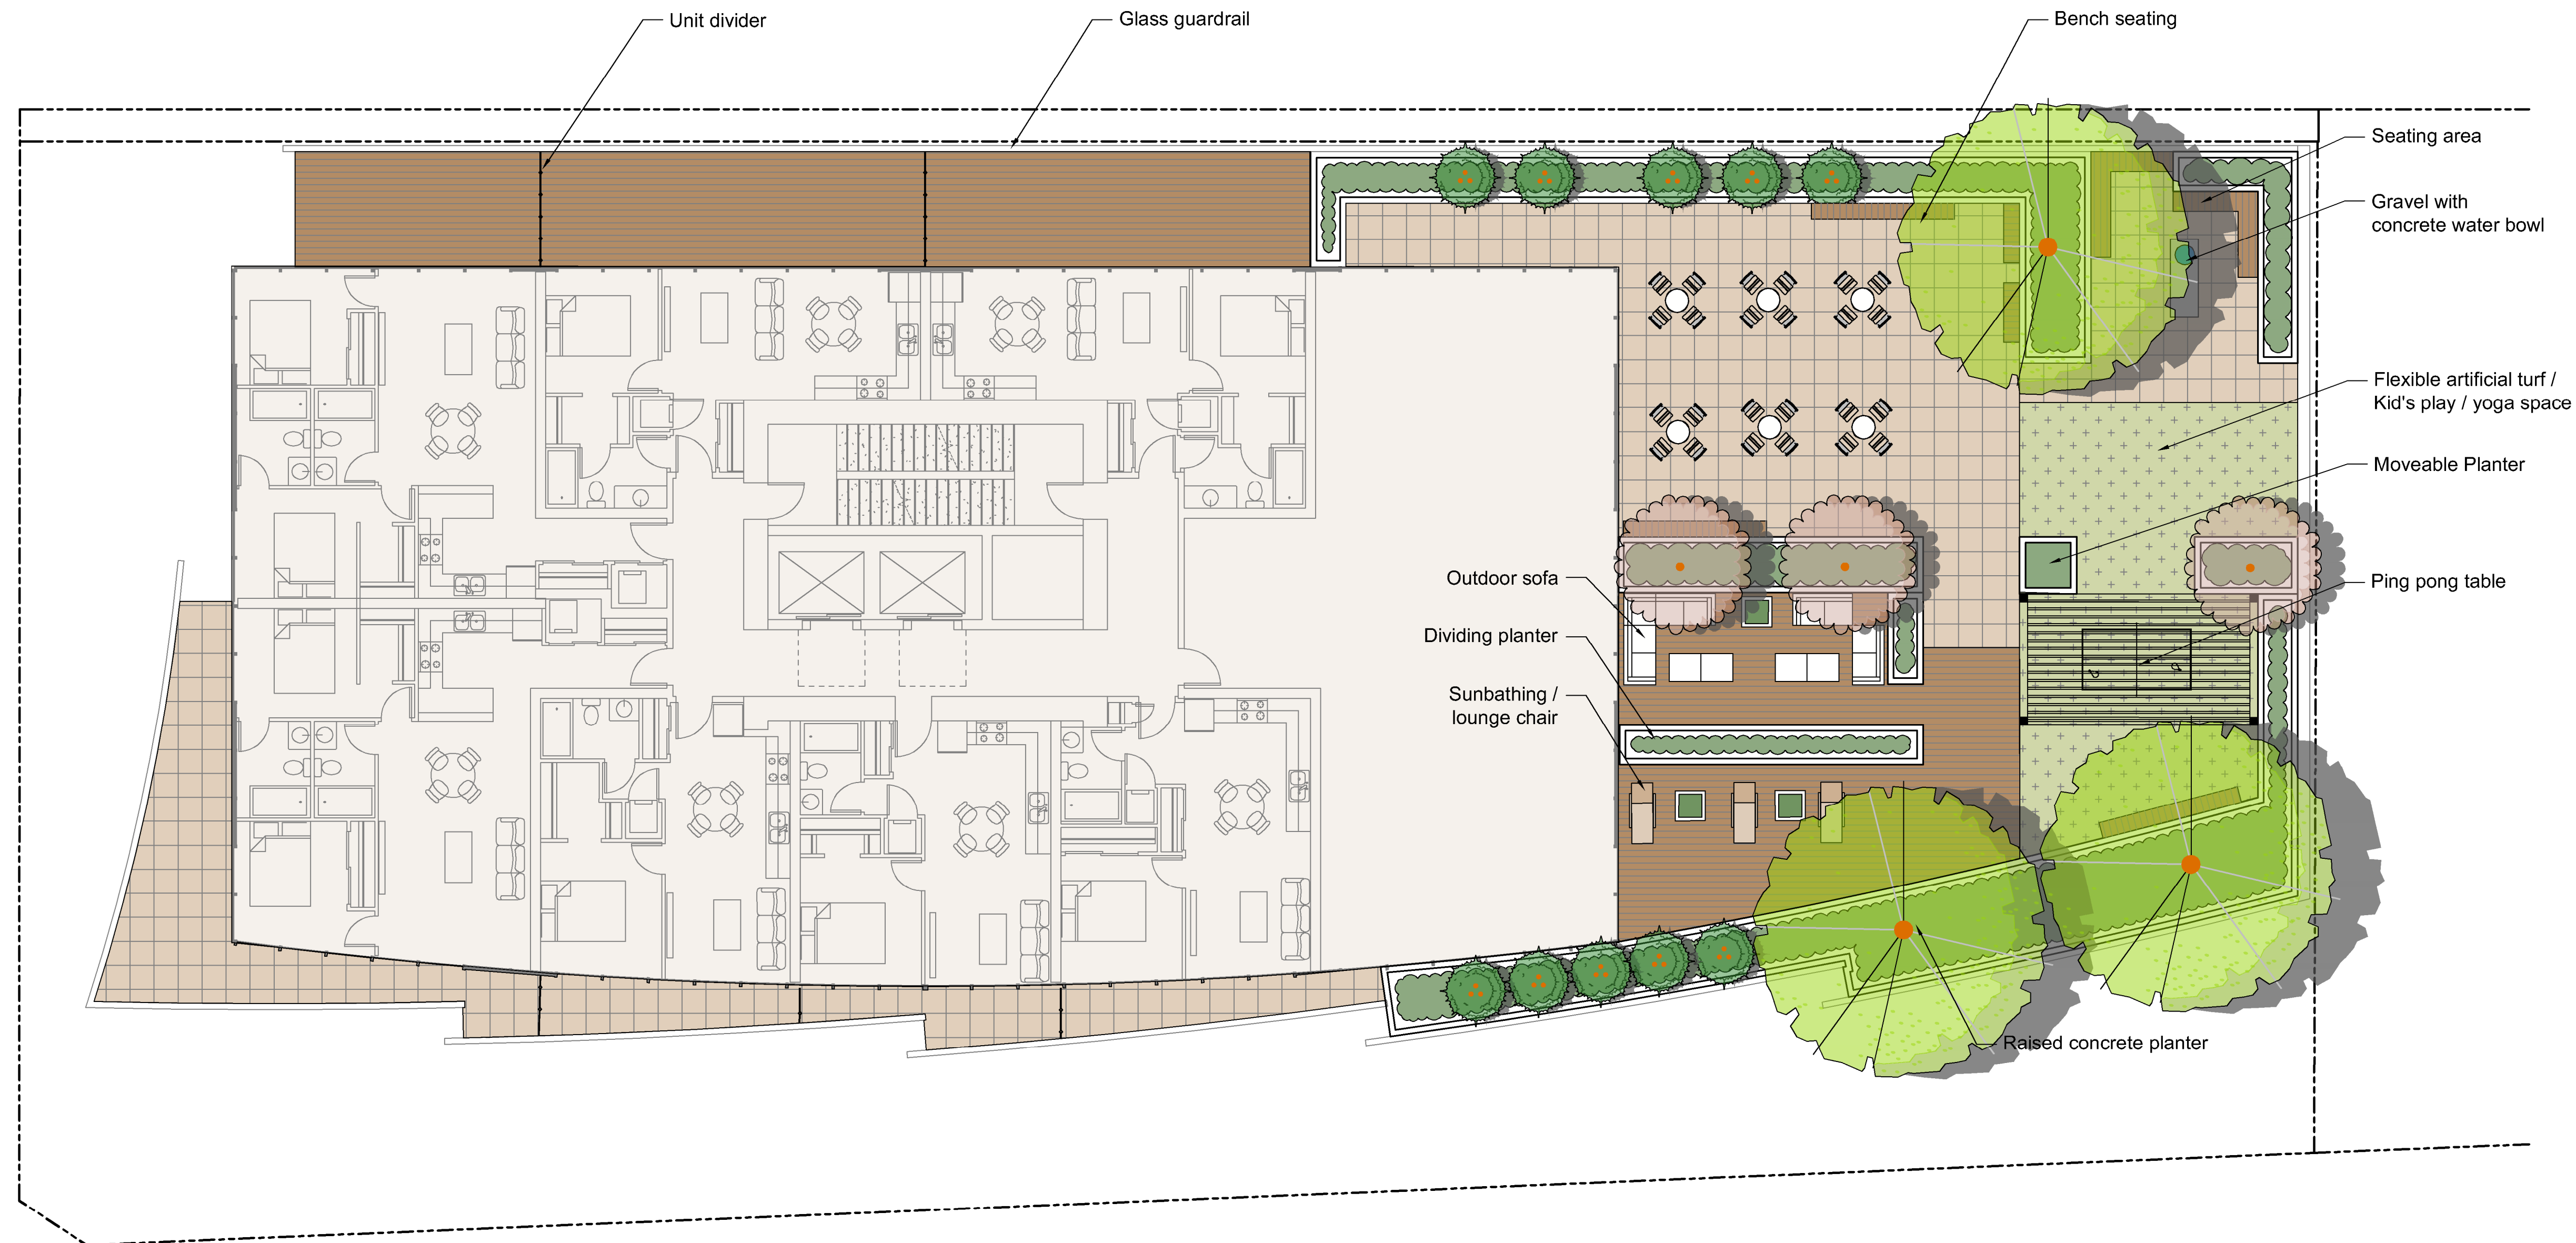 Unit divider
Glass guardrail
Bench seating
Seating area
Gravel with
concrete water bowl
Flexible artificial turf /
Kid's play / yoga space
Moveable Planter
Outdoor sofa
Ping pong table
Dividing planter
Sunbathing /
lounge chair
Raised concrete planter